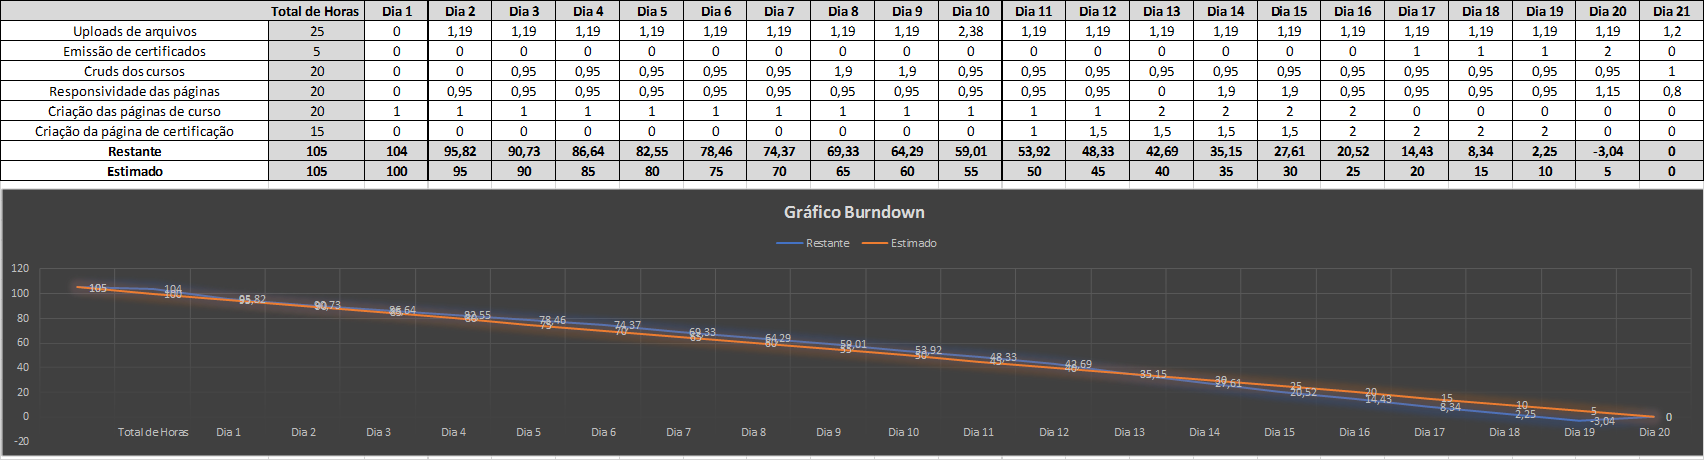 Total de Horas Dia 1 Dia 2 Dia 3 Dia 4 Dia 5 Dia 6 Dia 7 Dia 8 Dia 9 Dia 10 Dia 11 Dia 12 Dia 13 Dia 14 Dia 15 Dia 16 Dia 17 Dia 18 Dia 19 Dia 20 Dia 21
Uploads de arquivos 25 0 1,19 1,19 1,19 1,19 1,19 1,19 1,19 1,19 2,38 1,19 1,19 1,19 1,19 1,19 1,19 1,19 1,19 1,19 1,19 1,2
Emissão de certificados 5 0 0 0 0 0 0 0 0 0 0 0 0 0 0 0 0 1 1 1 2 0
Cruds dos cursos 20 0 0 0,95 0,95 0,95 0,95 0,95 1,9 1,9 0,95 0,95 0,95 0,95 0,95 0,95 0,95 0,95 0,95 0,95 0,95 1
Responsividade das páginas 20 0 0,95 0,95 0,95 0,95 0,95 0,95 0,95 0,95 0,95 0,95 0,95 0 1,9 1,9 0,95 0,95 0,95 0,95 1,15 0,8
Criação das páginas de curso 20 1 1 1 1 1 1 1 1 1 1 1 1 2 2 2 2 0 0 0 0 0
Criação da página de certificação 15 0 0 0 0 0 0 0 0 0 0 1 1,5 1,5 1,5 1,5 2 2 2 2 0 0
Restante 105 104 95,82 90,73 86,64 82,55 78,46 74,37 69,33 64,29 59,01 53,92 48,33 42,69 35,15 27,61 20,52 14,43 8,34 2,25 -3,04 0
Estimado 105 100 95 90 85 80 75 70 65 60 55 50 45 40 35 30 25 20 15 10 5 0
Gráfico Burndown
Restante Estimado
120
100
80
60
40
20
0
-20
105 104 95,82 90,73 86,64 82,55 78,46 74,37 69,33 64,29 59,01 53,92 48,33 42,69 35,15 27,61 20,52 14,43 8,34 2,25 -3,04 0
100 95 90 85 80 75 70 65 60 55 50 45 40 30 25 20 15 10 5
Total de Horas Dia 1 Dia 2 Dia 3 Dia 4 Dia 5 Dia 6 Dia 7 Dia 8 Dia 9 Dia 10 Dia 11 Dia 12 Dia 13 Dia 14 Dia 15 Dia 16 Dia 17 Dia 18 Dia 19 Dia 20